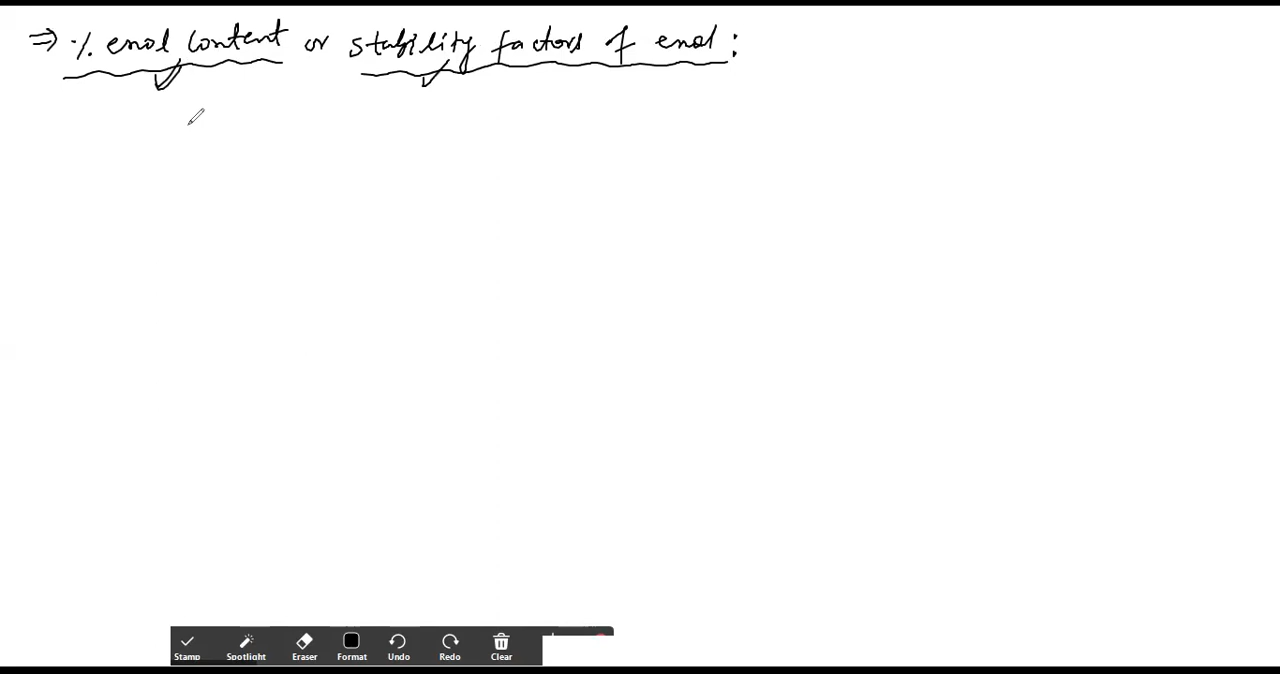 ⇒ % enol content or stability factors of enol :
Stamp Spotlight Eraser Format Undo Redo Clear